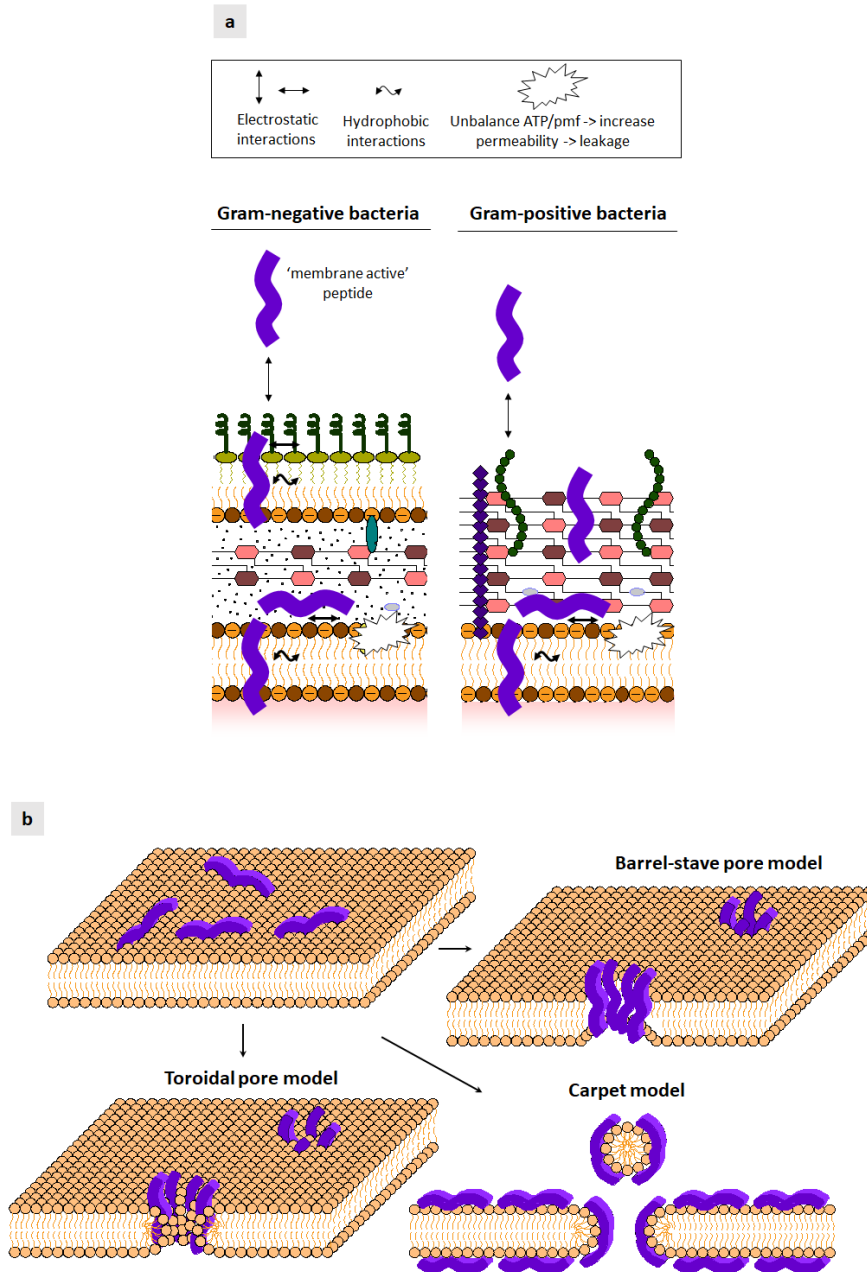 a
Electrostatic
interactions
Hydrophobic
interactions
Unbalance ATP/pmf -> increase
permeability -> leakage
Gram-negative bacteria
Gram-positive bacteria
'membrane active'
peptide
b
Barrel-stave pore model
Toroidal pore model
Carpet model